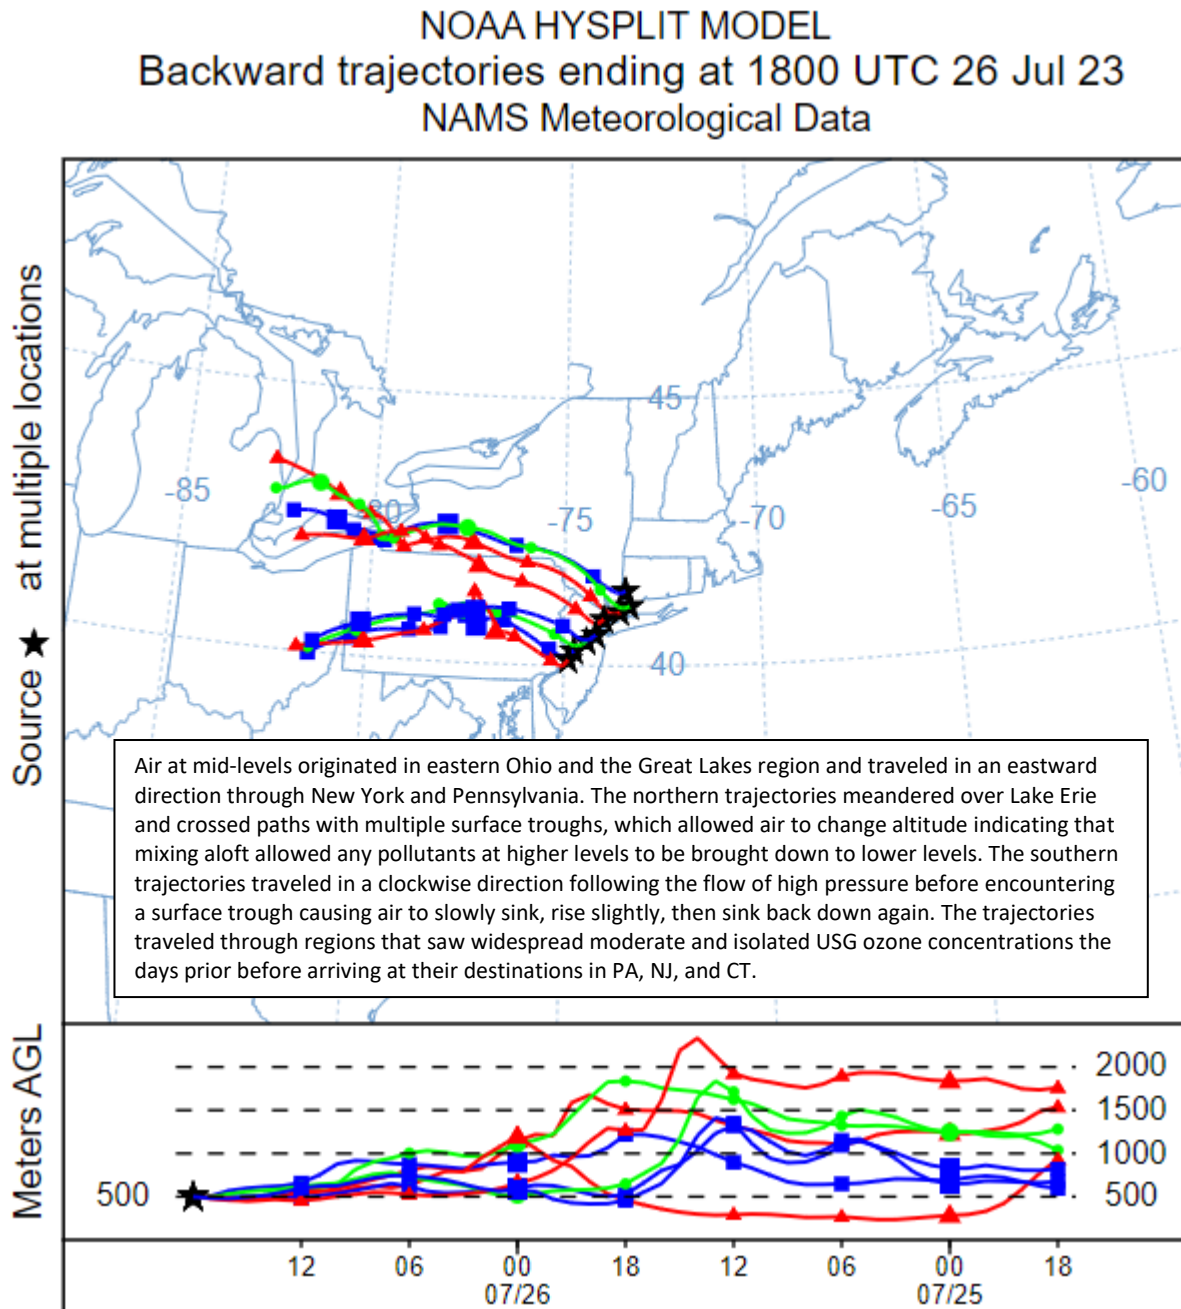 NOAA HYSPLIT MODEL
Backward trajectories ending at 1800 UTC 26 Jul 23
NAMS Meteorological Data
Source ★ at multiple locations
45
-85
-80
-75
-70
-65
-60
40
Air at mid-levels originated in eastern Ohio and the Great Lakes region and traveled in an eastward
direction through New York and Pennsylvania. The northern trajectories meandered over Lake Erie
and crossed paths with multiple surface troughs, which allowed air to change altitude indicating that
mixing aloft allowed any pollutants at higher levels to be brought down to lower levels. The southern
trajectories traveled in a clockwise direction following the flow of high pressure before encountering
a surface trough causing air to slowly sink, rise slightly, then sink back down again. The trajectories
traveled through regions that saw widespread moderate and isolated USG ozone concentrations the
days prior before arriving at their destinations in PA, NJ, and CT.
Meters AGL
500
2000
1500
1000
500
12 06 00 18 12 06 00 18
07/26 07/25